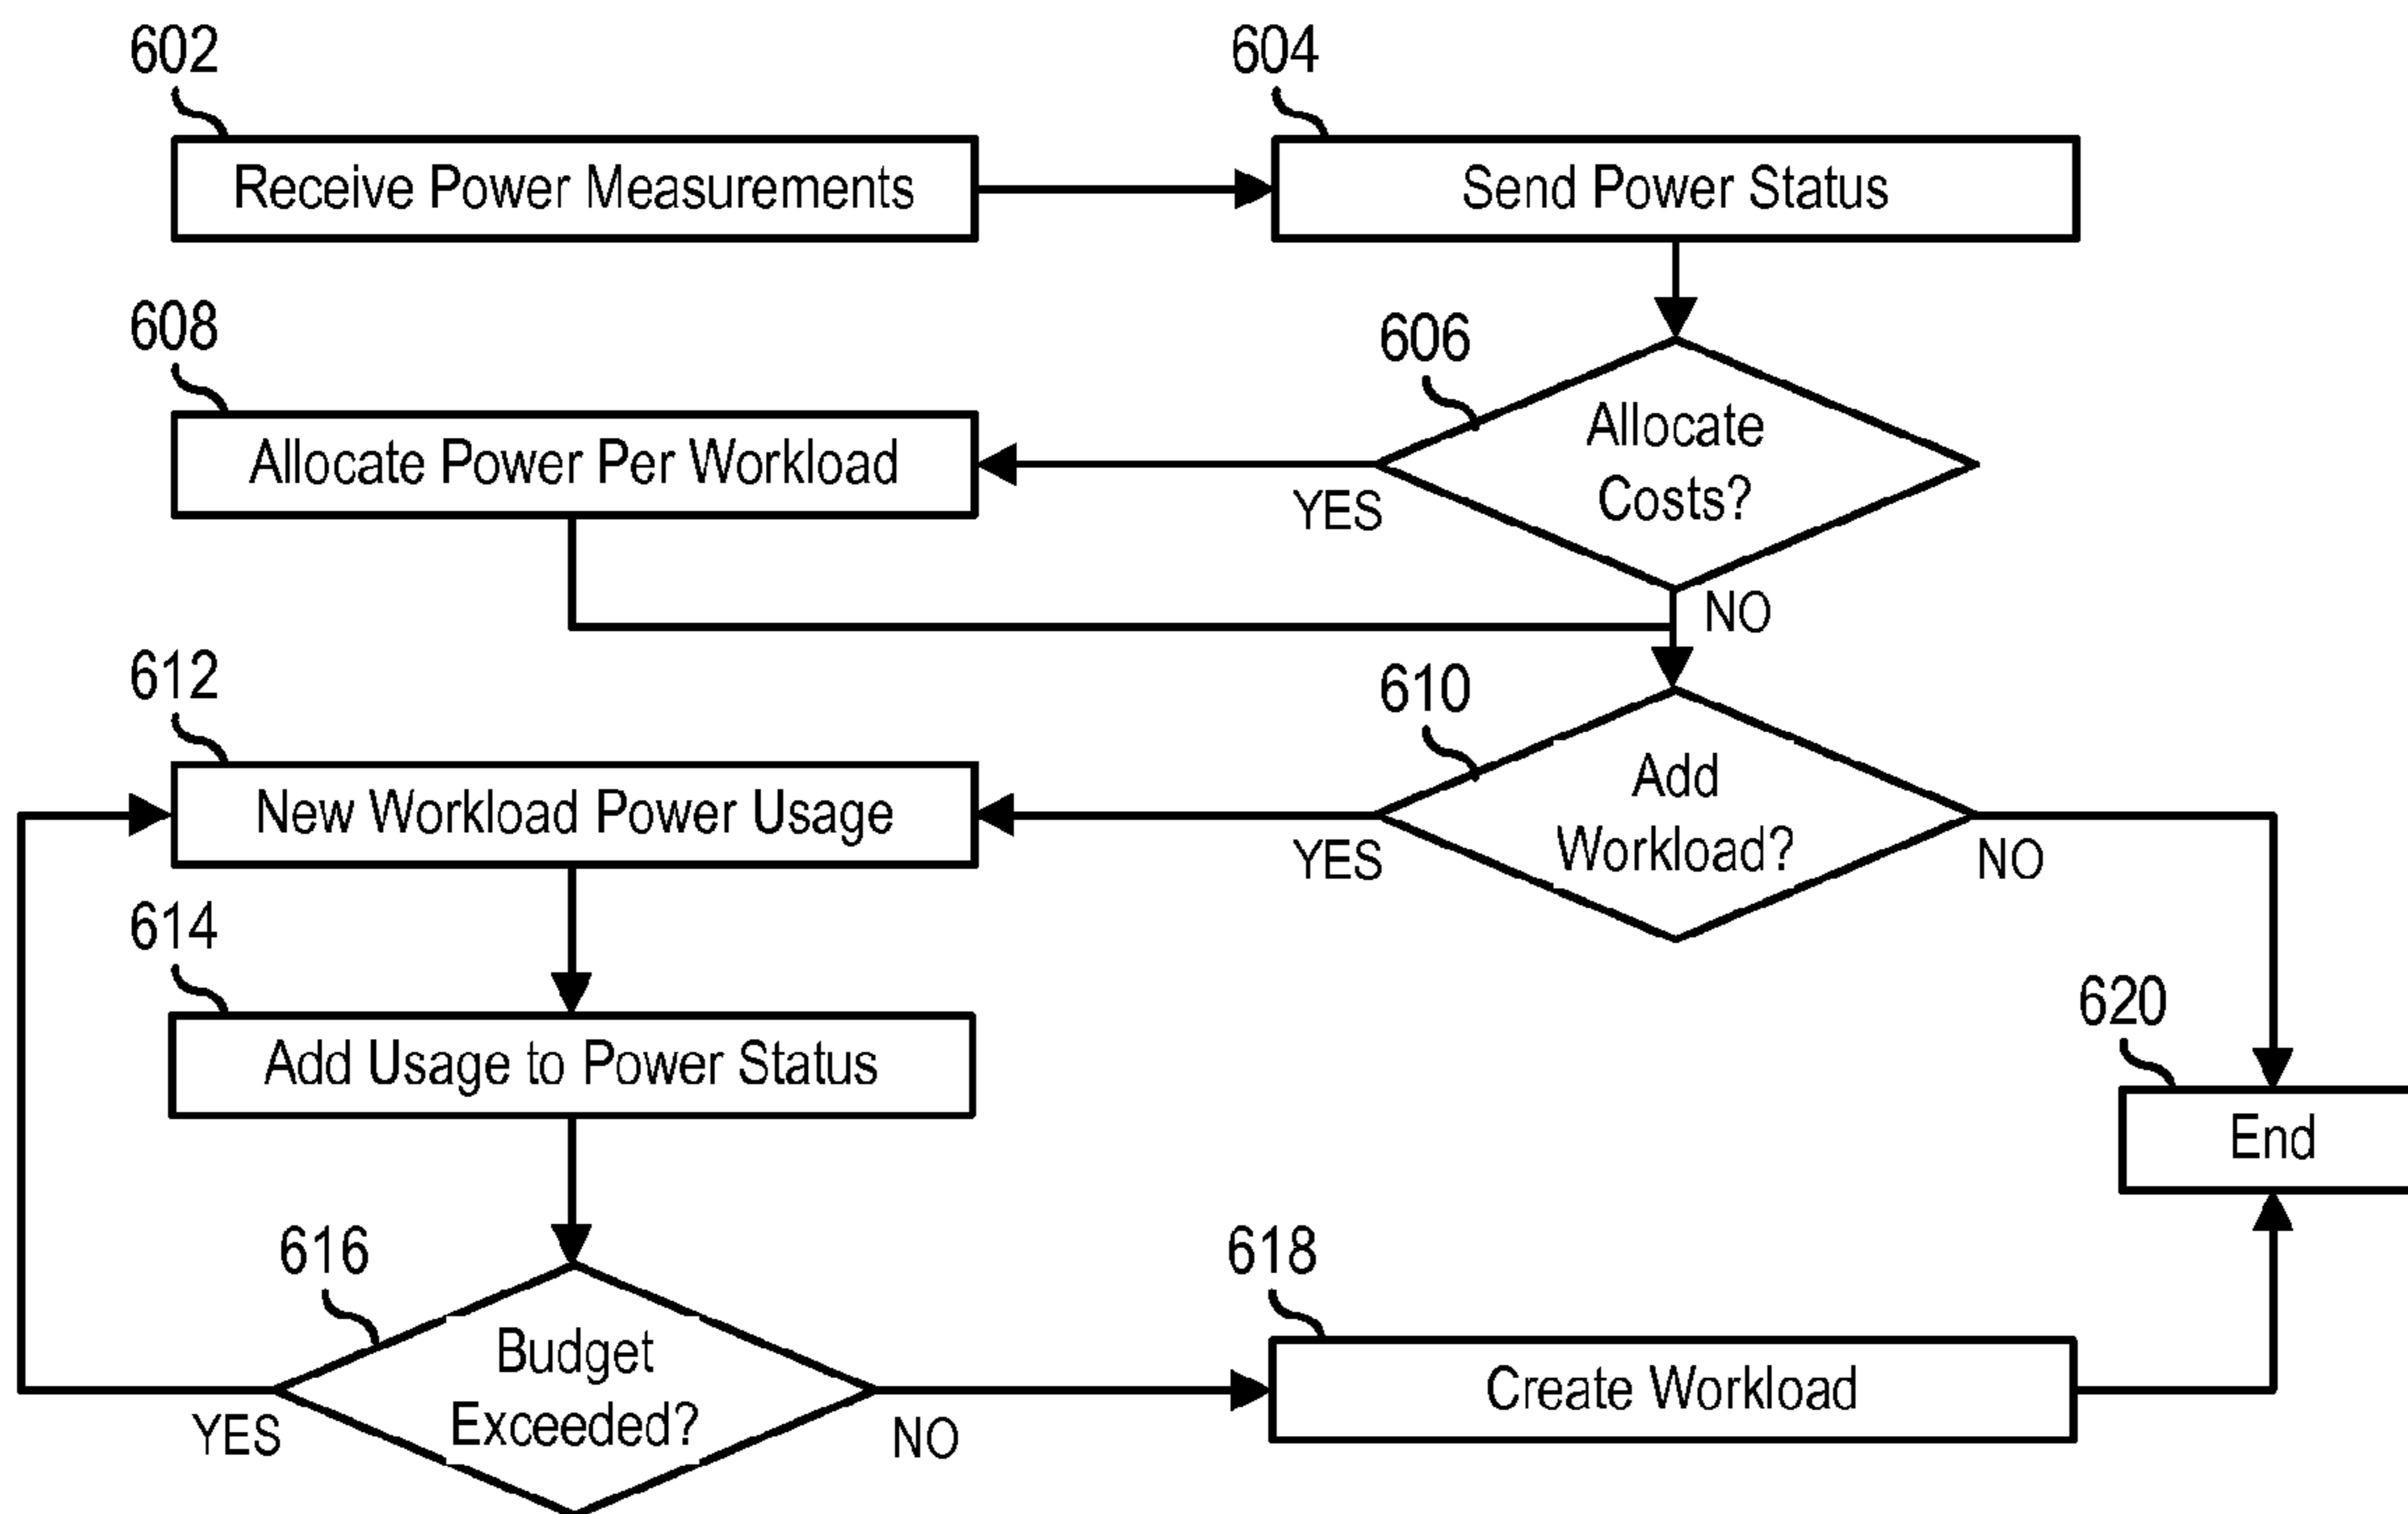 602
604
Receive Power Measurements
Send Power Status
608
606
Allocate
Costs?
Allocate Power Per Workload
YES
NO
612
610
Add
Workload?
New Workload Power Usage
YES
NO
614
620
Add Usage to Power Status
End
616
618
Budget
Exceeded?
Create Workload
YES
NO